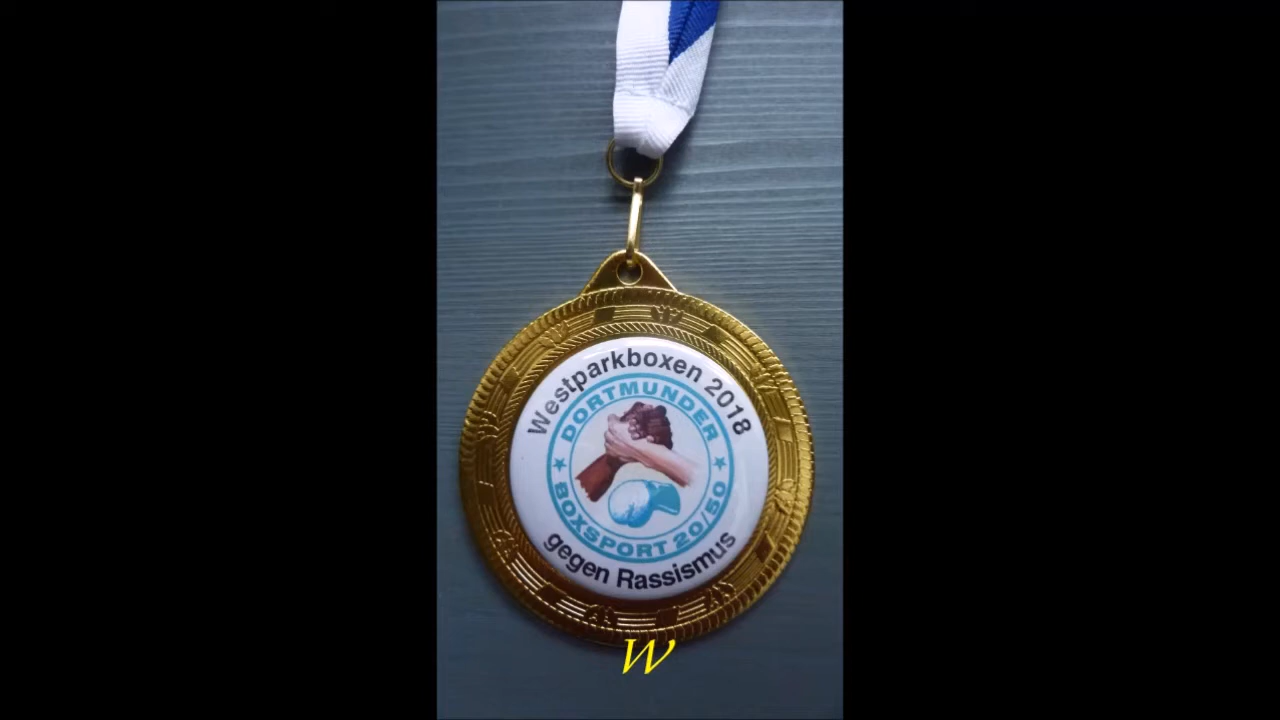 Westparkboxen 2018
DORTMUNDER
BOXSPORT 20/50
gegen Rassismus
W